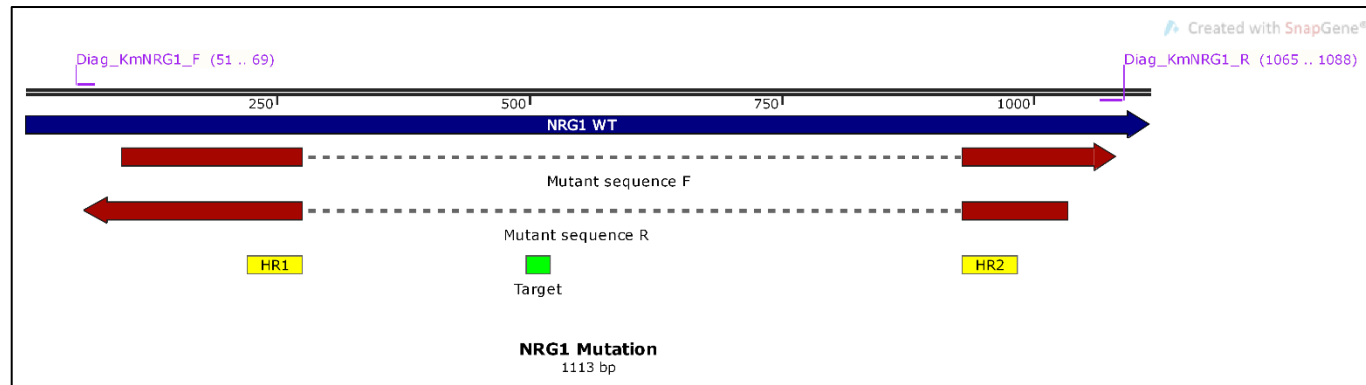 Created with SnapGene®
Diag_KmNRG1_F (51 .. 69)
Diag_KmNRG1_R (1065 .. 1088)
250
500
750
1000
NRG1 WT
Mutant sequence F
Mutant sequence R
HR1
HR2
Target
NRG1 Mutation
1113 bp